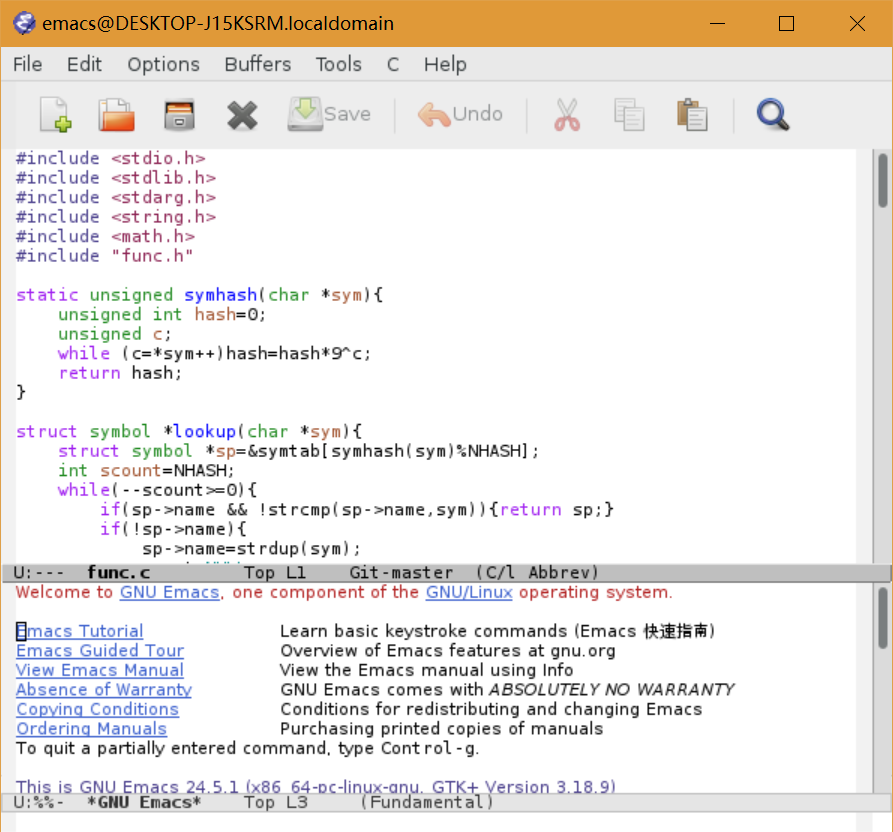 emacs@DESKTOP-J15KSRM.localdomain
File Edit Options Buffers Tools C Help
Save Undo
#include <stdio.h>
#include <stdlib.h>
#include <stdarg.h>
#include <string.h>
#include <math.h>
#include "func.h"
static unsigned symhash(char *sym){
    unsigned int hash=0;
    unsigned c;
    while (c=*sym++)hash=hash*9^c;
    return hash;
}
struct symbol *lookup(char *sym){
    struct symbol *sp=&symtab[symhash(sym)%NHASH];
    int scount=NHASH;
    while(--scount>=0){
        if(sp->name && !strcmp(sp->name,sym)){return sp;}
        if(!sp->name){
            sp->name=strdup(sym);
U:--- func.c Top L1 Git-master (C/l Abbrev)
Welcome to GNU Emacs, one component of the GNU/Linux operating system.
Emacs Tutorial Learn basic keystroke commands (Emacs 快速指南)
Emacs Guided Tour Overview of Emacs features at gnu.org
View Emacs Manual View the Emacs manual using Info
Absence of Warranty GNU Emacs comes with ABSOLUTELY NO WARRANTY
Copying Conditions Conditions for redistributing and changing Emacs
Ordering Manuals Purchasing printed copies of manuals
To quit a partially entered command, type Control-g.
This is GNU Emacs 24.5.1 (x86_64-pc-linux-gnu, GTK+ Version 3.18.9)
U:%%- *GNU Emacs* Top L3 (Fundamental)